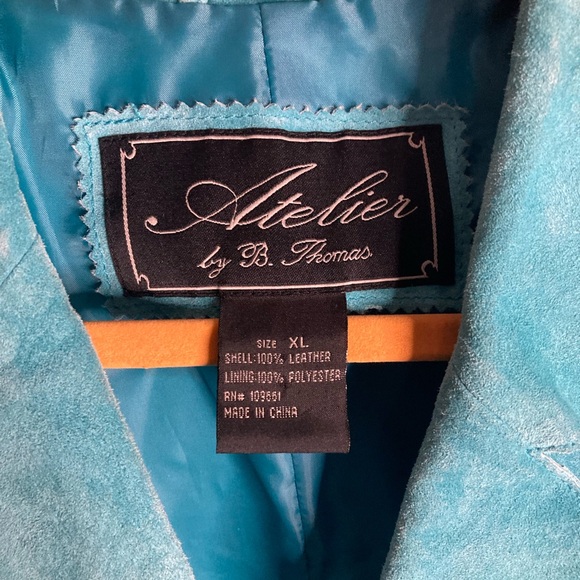 Atelier
by B. Thomas
SIZE XL
SHELL:100% LEATHER
LINING:100% POLYESTER
RN# 109661
MADE IN CHINA